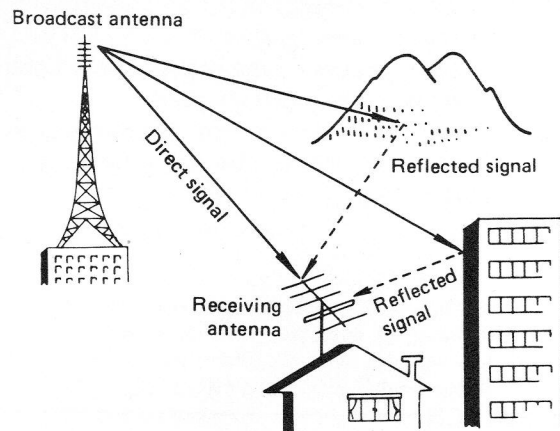 Broadcast antenna
Direct signal
Reflected signal
Receiving
antenna
Reflected
signal